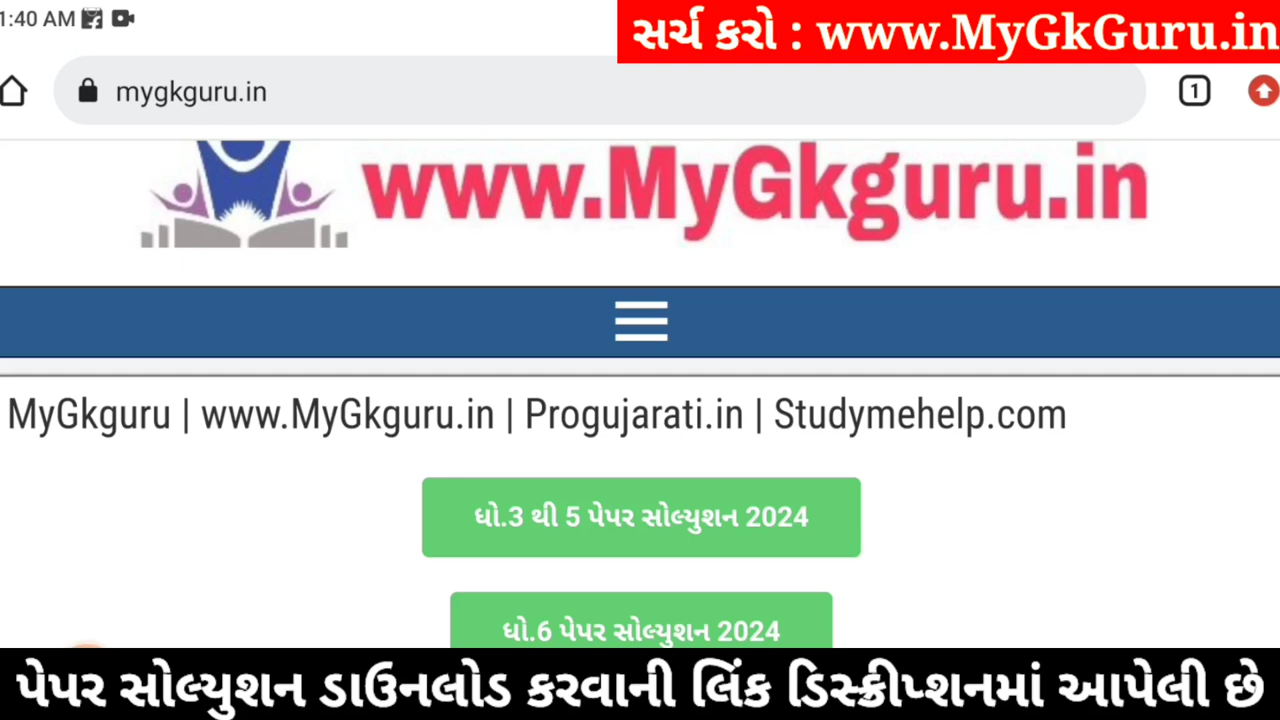 1:40 AM
સર્ચ કરો : www.MyGkGuru.in
mygkguru.in
1
www.MyGkguru.in
MyGkguru | www.MyGkguru.in | Progujarati.in | Studymehelp.com
ધો.3 થી 5 પેપર સોલ્યુશન 2024
ધો.6 પેપર સોલ્યુશન 2024
પેપર સોલ્યુશન ડાઉનલોડ કરવાની લિંક ડિસ્ક્રીપ્શનમાં આપેલી છે